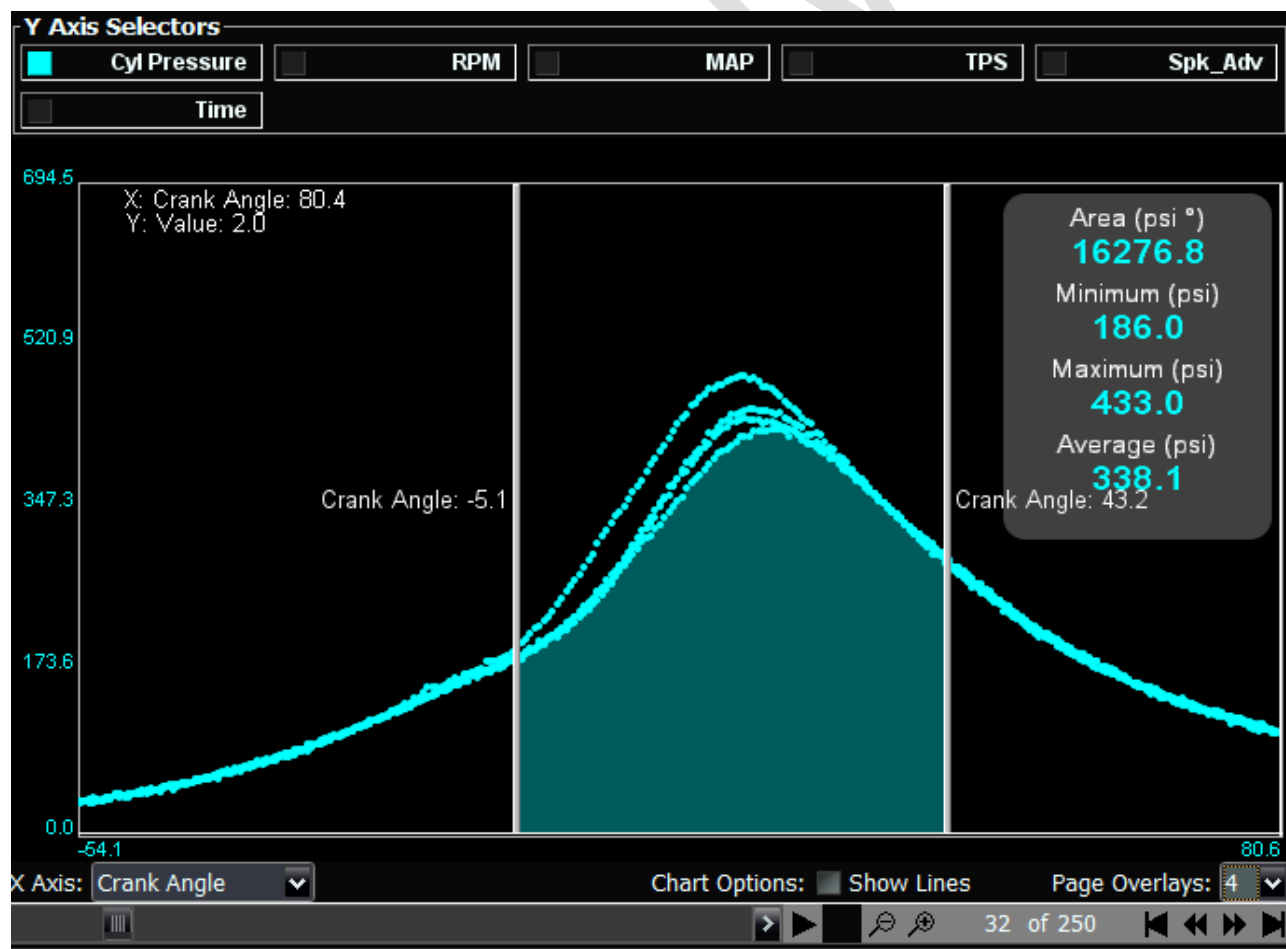 Y Axis Selectors
Cyl Pressure RPM MAP TPS Spk_Adv
Time
694.5
X: Crank Angle: 80.4
Y: Value: 2.0
Area (psi °)
16276.8
Minimum (psi)
186.0
520.9
Maximum (psi)
433.0
Average (psi)
338.1
347.3
Crank Angle: -5.1
Crank Angle: 43.2
173.6
0.0
-54.1 80.6
X Axis: Crank Angle Chart Options: Show Lines Page Overlays: 4
32 of 250